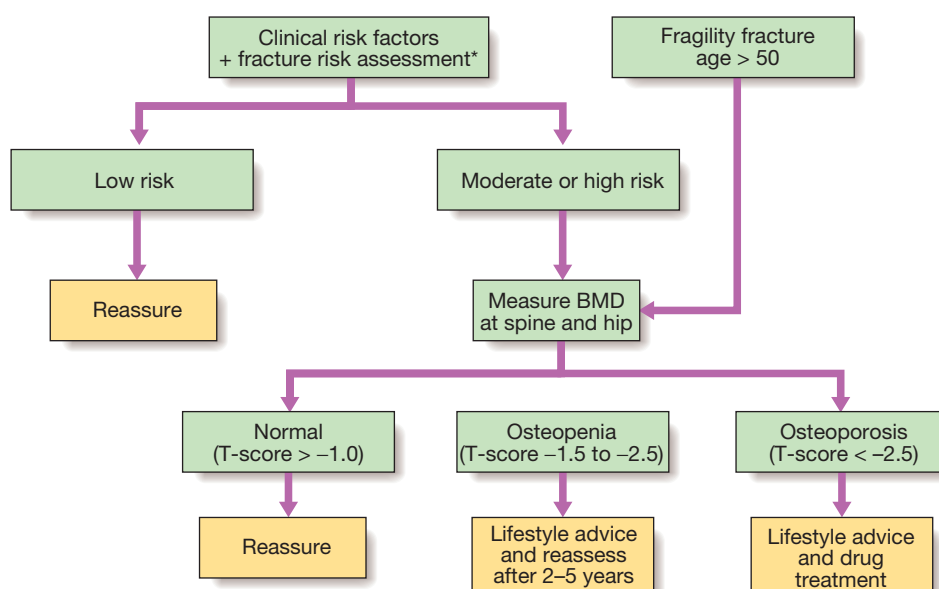 Clinical risk factors
+ fracture risk assessment*
Fragility fracture
age > 50
Low risk
Moderate or high risk
Reassure
Measure BMD
at spine and hip
Normal
(T-score > −1.0)
Osteopenia
(T-score −1.5 to −2.5)
Osteoporosis
(T-score < –2.5)
Reassure
Lifestyle advice
and reassess
after 2–5 years
Lifestyle advice
and drug
treatment